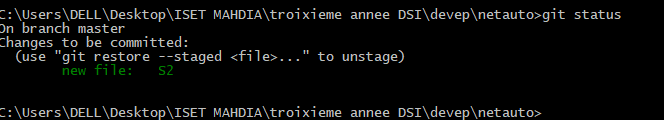 C:\Users\DELL\Desktop\ISET MAHDIA\troixieme annee DSI\devep\netauto>git status
On branch master
Changes to be committed:
  (use "git restore --staged <file>..." to unstage)
        new file:   S2

C:\Users\DELL\Desktop\ISET MAHDIA\troixieme annee DSI\devep\netauto>